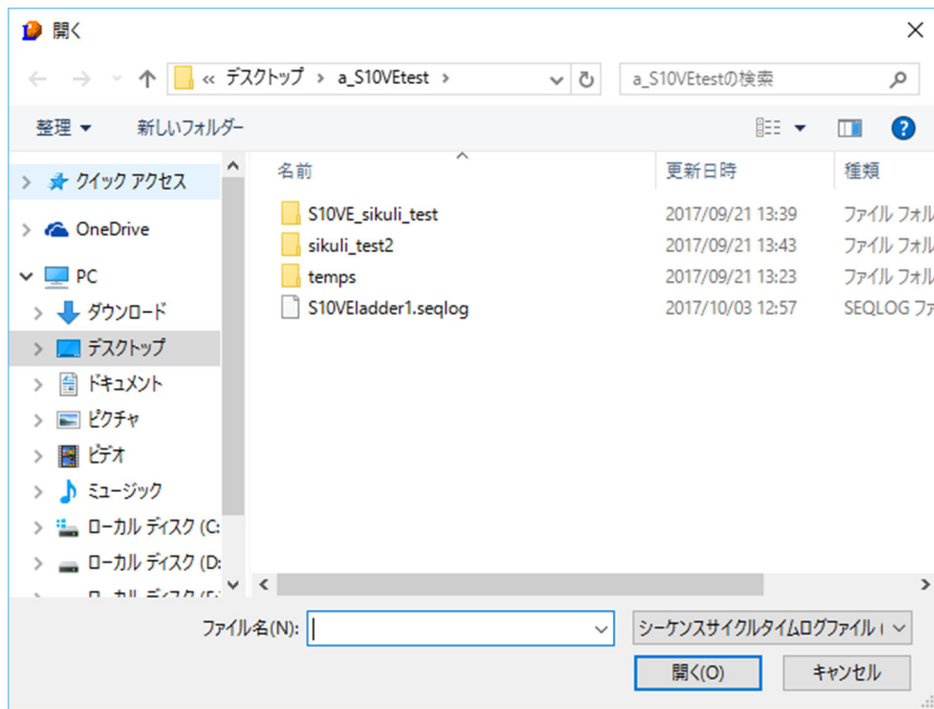 開く
« デスクトップ › a_S10VEtest ›
a_S10VEtestの検索
整理 新しいフォルダー
名前 更新日時 種類
クイック アクセス
OneDrive
PC
ダウンロード
デスクトップ
ドキュメント
ピクチャ
ビデオ
ミュージック
ローカル ディスク (C:
ローカル ディスク (D:
S10VE_sikuli_test 2017/09/21 13:39 ファイル フォル
sikuli_test2 2017/09/21 13:43 ファイル フォル
temps 2017/09/21 13:23 ファイル フォル
S10VEladder1.seqlog 2017/10/03 12:57 SEQLOG ファ
ファイル名(N):
シーケンスサイクルタイムログファイル (
開く(O) キャンセル